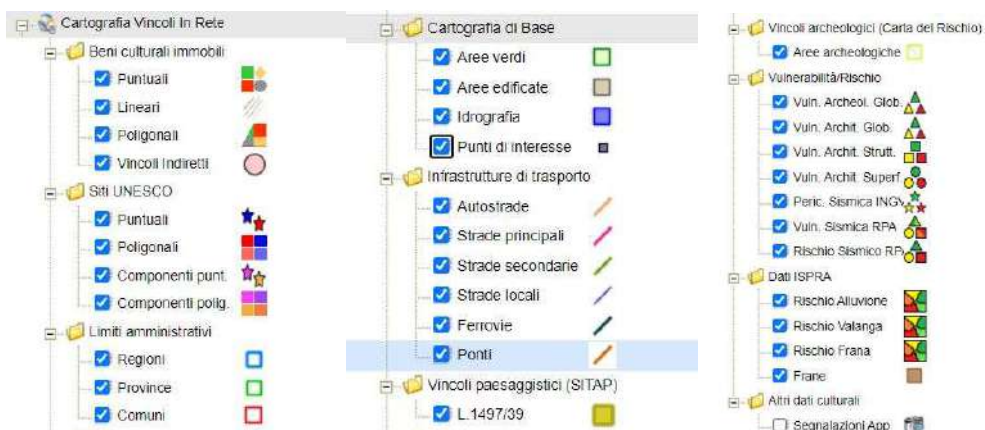 Cartografia Vincoli In Rete
Beni culturali immobili
Puntuali
Lineari
Poligonali
Vincoli Indiretti
Siti UNESCO
Puntuali
Poligonali
Componenti punt.
Componenti polig.
Limiti amministrativi
Regioni
Province
Comuni
Cartografia di Base
Aree verdi
Aree edificate
Idrografia
Punti di interesse
Infrastrutture di trasporto
Autostrade
Strade principali
Strade secondarie
Strade locali
Ferrovie
Ponti
Vincoli paesaggistici (SITAP)
L.1497/39
Vincoli archeologici (Carta del Rischio)
Aree archeologiche
Vulnerabilità/Rischio
Vuln. Archeol. Glob.
Vuln. Archit. Glob.
Vuln. Archit. Strutt.
Vuln. Archit. Superf
Peric. Sismica INGV
Vuln. Sismica RPA
Rischio Sismico RPA
Dati ISPRA
Rischio Alluvione
Rischio Valanga
Rischio Frana
Frane
Altri dati culturali
Segnalazioni App